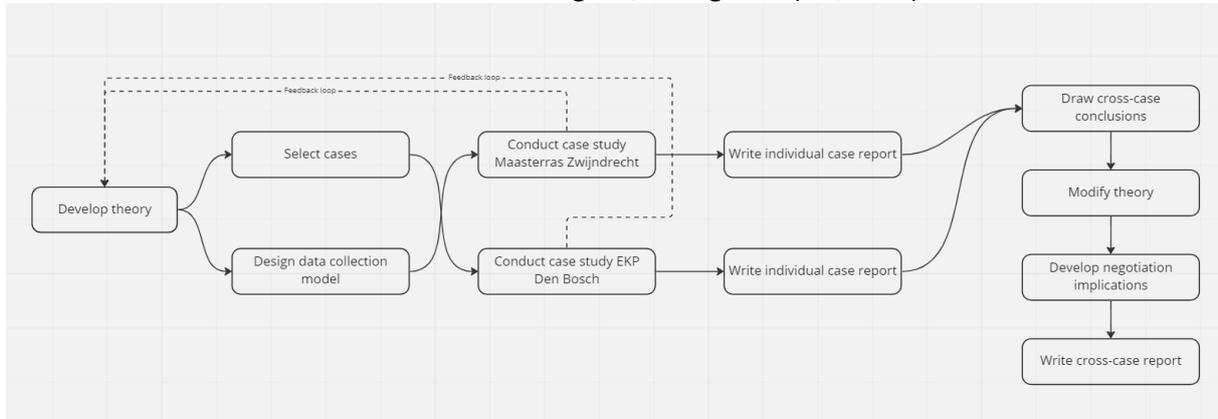 Feedback loop
Feedback loop
Develop theory
Select cases
Design data collection
model
Conduct case study
Maasterras Zwijndrecht
Conduct case study EKP
Den Bosch
Write individual case report
Write individual case report
Draw cross-case
conclusions
Modify theory
Develop negotiation
implications
Write cross-case report